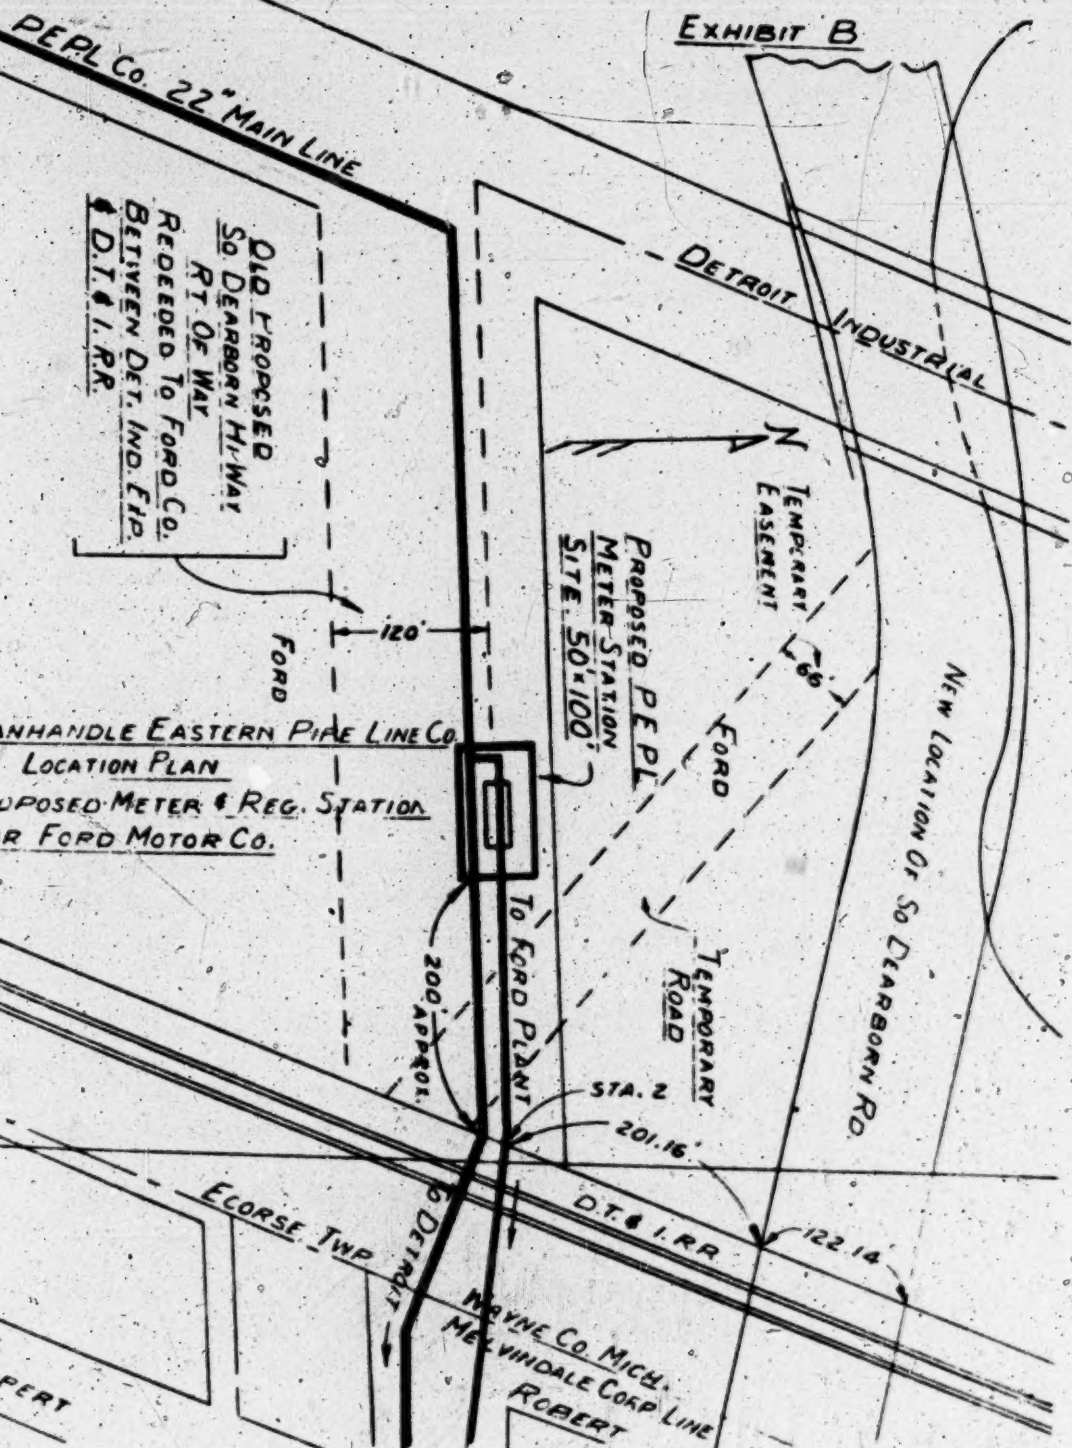 EXHIBIT B
PEPL CO. 22" MAIN LINE
OLD PROPOSED
SO DEARBORN HI-WAY
RT OF WAY
REDEEDED TO FORD CO.
BETWEEN DET. IND. EXP.
& D.T. & I. R.R.
DETROIT INDUSTRIAL
N
TEMPERARY
EASEMENT
PROPOSED PEPL
METER STATION
SITE 50'x100'
120'
66'
FORD
FORD
NEW LOCATION OF SO DEARBORN RD.
ANHANDLE EASTERN PIPE LINE CO.
LOCATION PLAN
OPOSED METER & REG. STATION
R FORD MOTOR CO.
TO FORD PLANT
200' APPROX.
TEMPORARY
ROAD
STA. 2
201.16'
122.14'
D.T. & I. RR
TO DETROIT
ECORSE TWP
WAYNE CO. MICH.
MELVINDALE CORP LINE
ROBERT
PERT